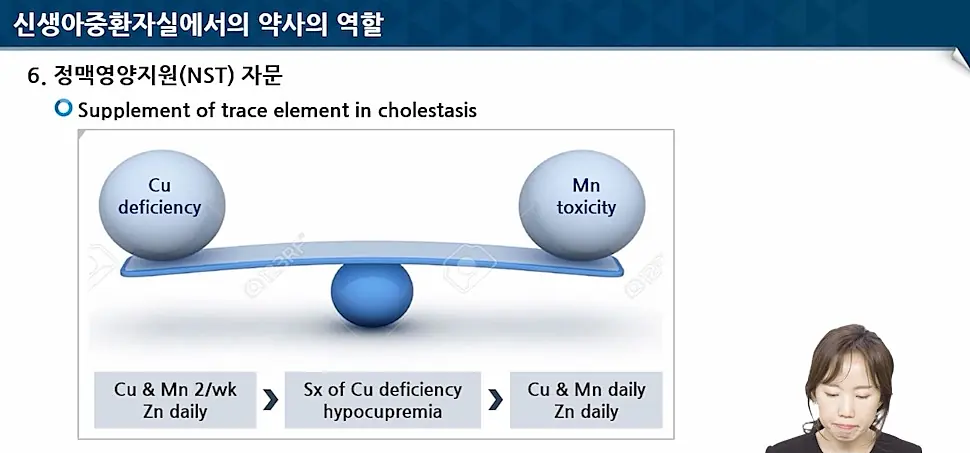 신생아중환자실에서의 약사의 역할
6. 정맥영양지원(NST) 자문
Supplement of trace element in cholestasis
Cu
deficiency
Mn
toxicity
123RF
123RF
Cu & Mn 2/wk
Zn daily
Sx of Cu deficiency
hypocupremia
Cu & Mn daily
Zn daily